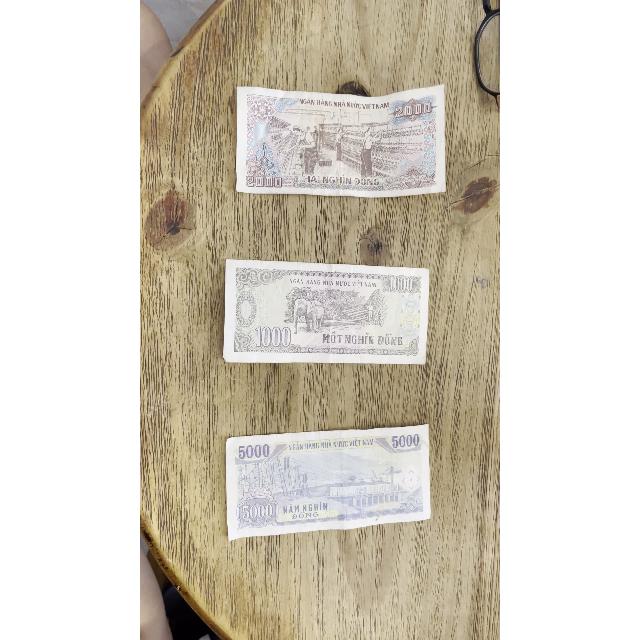 NGÂN HÀNG NHÀ NƯỚC VIỆT NAM
2000
2000 HAI NGHÌN ĐỒNG
NGÂN HÀNG NHÀ NƯỚC VIỆT NAM
1000
1000 MỘT NGHÌN ĐỒNG
5000 NGÂN HÀNG NHÀ NƯỚC VIỆT NAM 5000
5000 NĂM NGHÌN
ĐỒNG